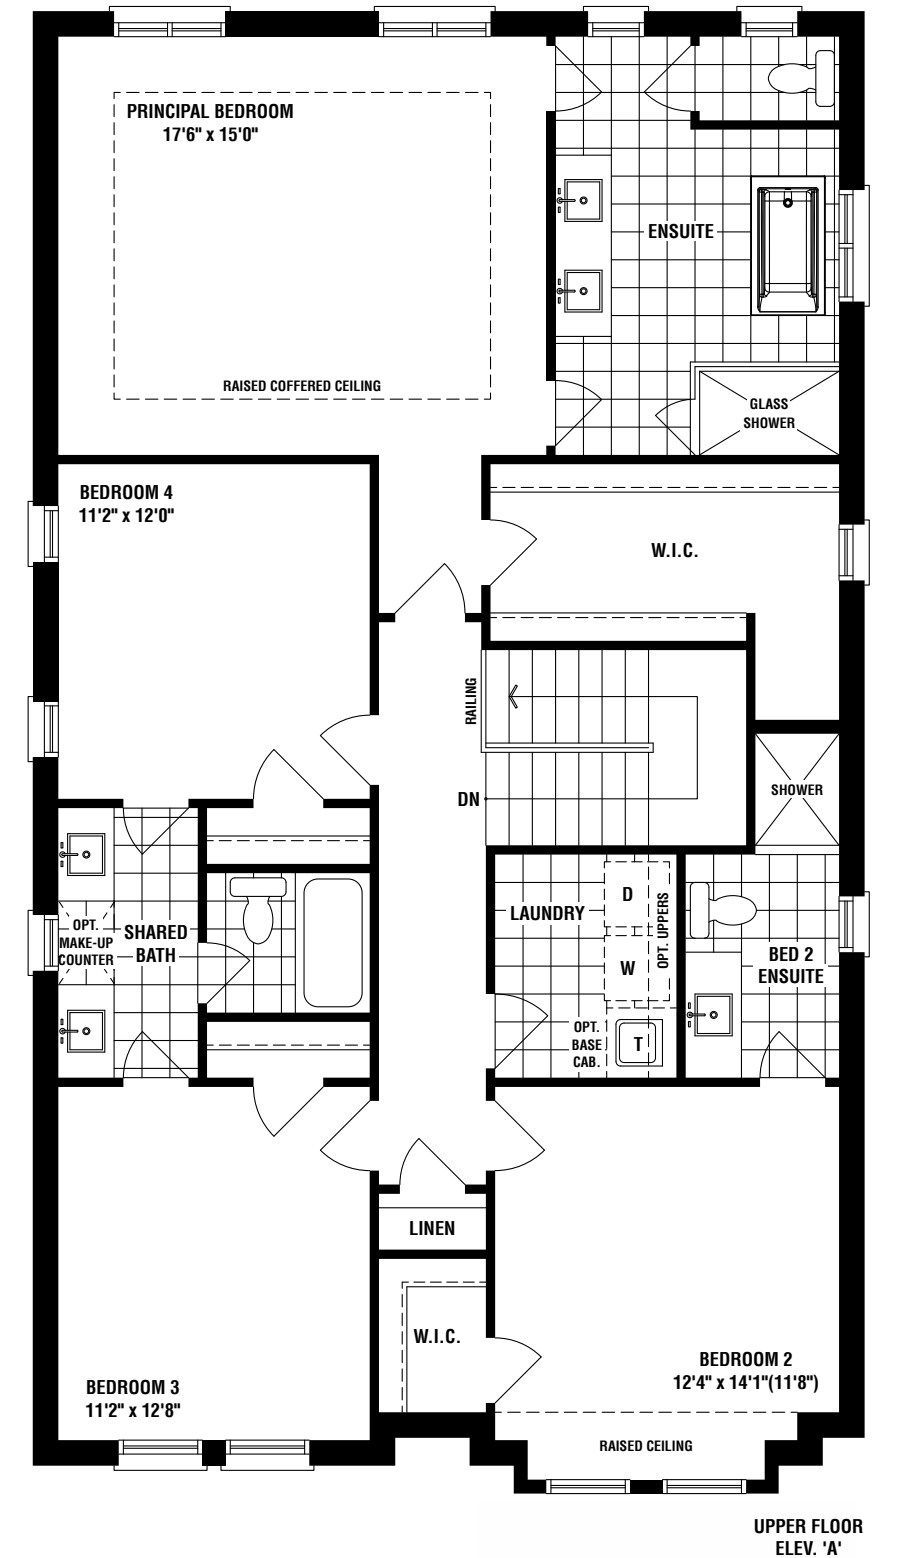 PRINCIPAL BEDROOM
17'6" x 15'0"
ENSUITE
RAISED COFFERED CEILING
GLASS
SHOWER
BEDROOM 4
11'2" x 12'0"
W.I.C.
RAILING
DN
SHOWER
OPT.
MAKE-UP
COUNTER
SHARED
BATH
LAUNDRY
D
W
OPT. UPPERS
OPT.
BASE
CAB.
T
BED 2
ENSUITE
LINEN
W.I.C.
BEDROOM 3
11'2" x 12'8"
BEDROOM 2
12'4" x 14'1"(11'8")
RAISED CEILING
UPPER FLOOR
ELEV. 'A'